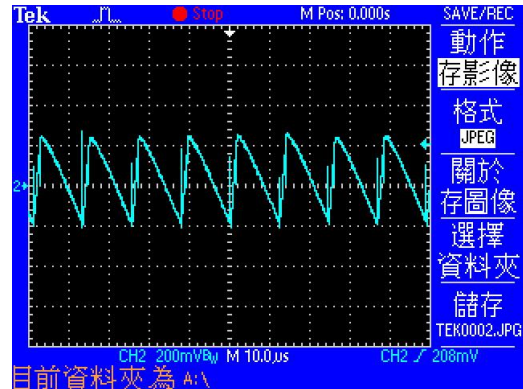 Tek Stop M Pos: 0.000s SAVE/REC
動作
存影像
格式
JPEG
關於
存圖像
選擇
資料夾
儲存
TEK0002.JPG
2+
CH2 200mVBw M 10.0µs CH2 208mV
目前資料夾為 A:\